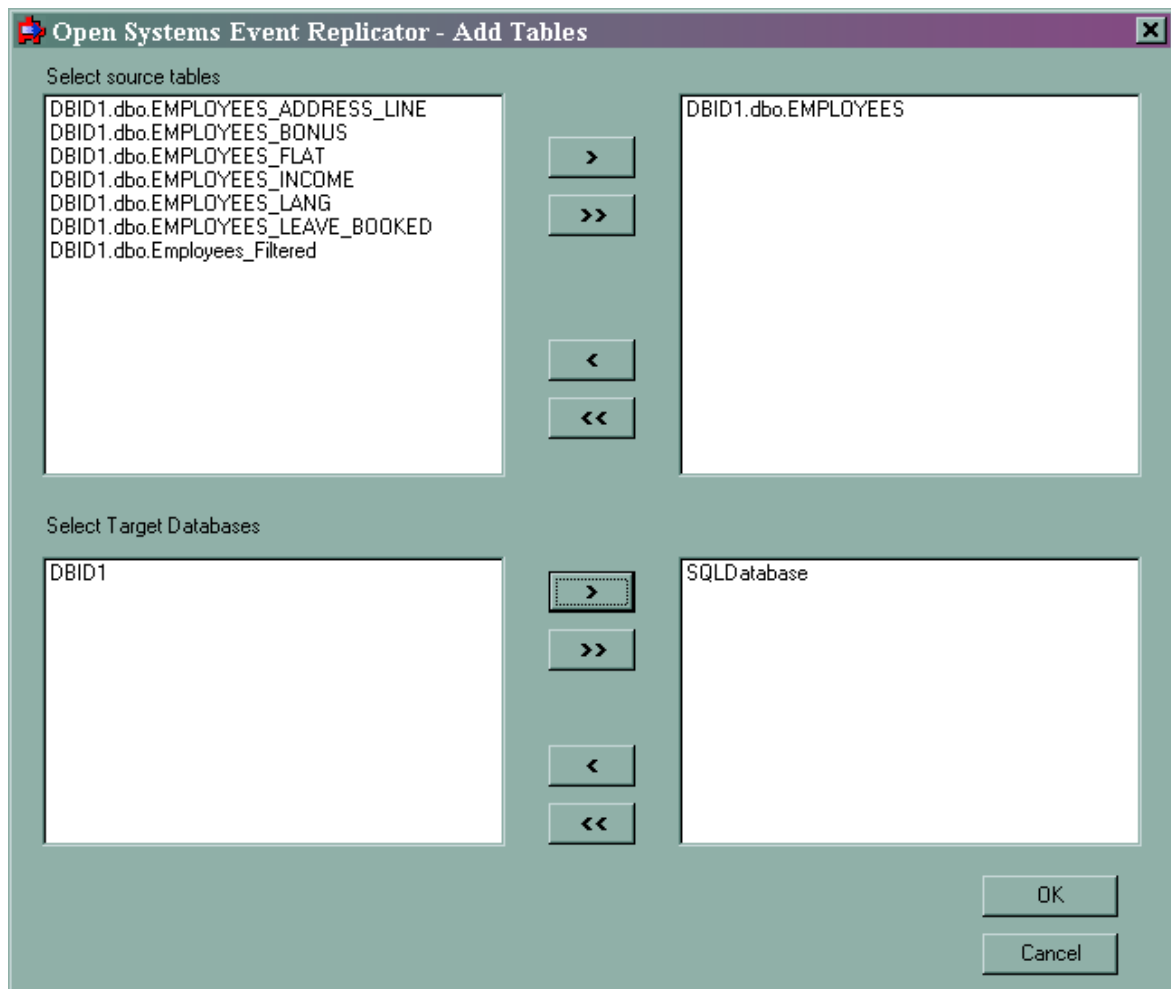 Open Systems Event Replicator - Add Tables
Select source tables
DBID1.dbo.EMPLOYEES_ADDRESS_LINE
DBID1.dbo.EMPLOYEES_BONUS
DBID1.dbo.EMPLOYEES_FLAT
DBID1.dbo.EMPLOYEES_INCOME
DBID1.dbo.EMPLOYEES_LANG
DBID1.dbo.EMPLOYEES_LEAVE_BOOKED
DBID1.dbo.Employees_Filtered
>
>>
<
<<
DBID1.dbo.EMPLOYEES
Select Target Databases
DBID1
>
>>
<
<<
SQLDatabase
OK
Cancel